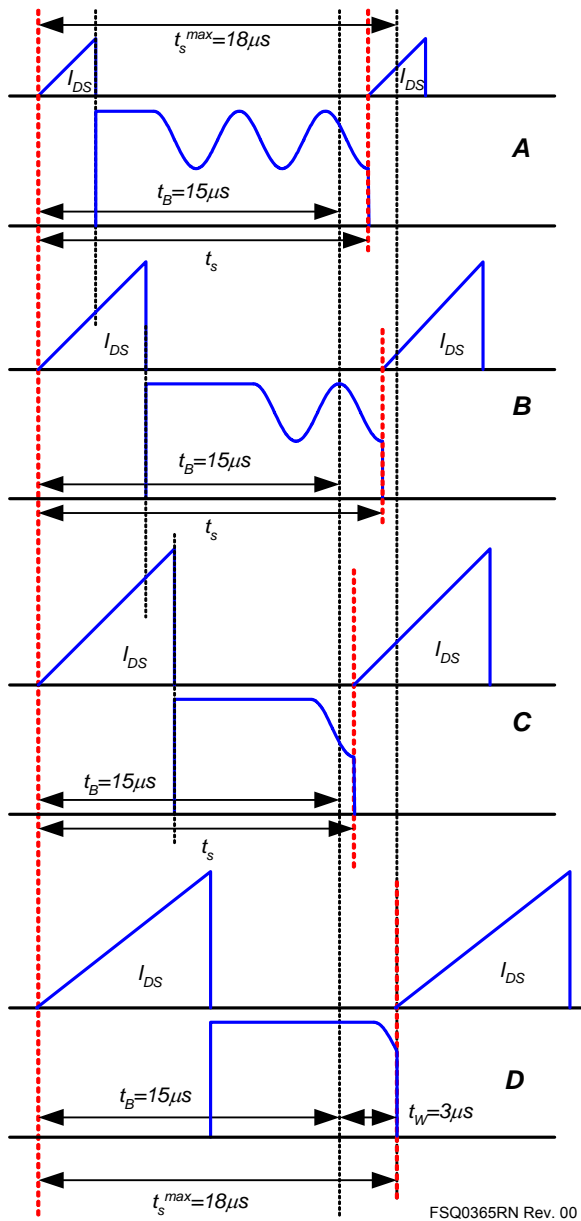 t_s^max=18μs
I_DS
I_DS
A
t_B=15μs
t_s
I_DS
I_DS
B
t_B=15μs
t_s
I_DS
I_DS
C
t_B=15μs
t_s
I_DS
I_DS
D
t_B=15μs
t_W=3μs
t_s^max=18μs
FSQ0365RN Rev. 00